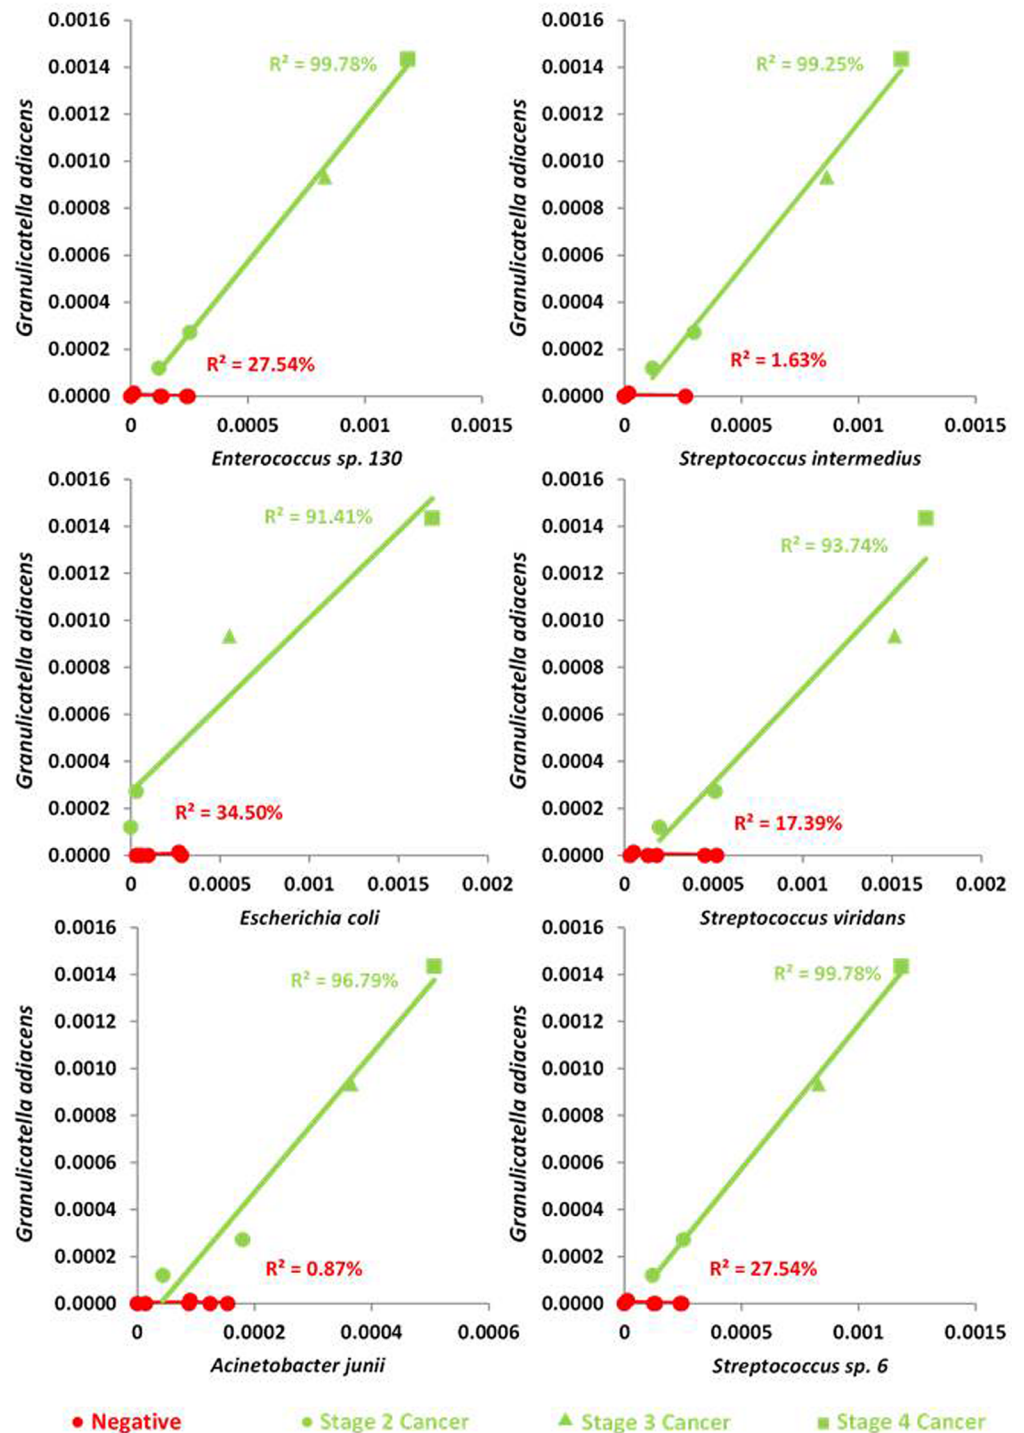 0.0016
0.0014
0.0012
0.0010
0.0008
0.0006
0.0004
0.0002
0.0000
Granulicatella adiacens
R² = 99.78%
R² = 27.54%
0 0.0005 0.001 0.0015
Enterococcus sp. 130
0.0016
0.0014
0.0012
0.0010
0.0008
0.0006
0.0004
0.0002
0.0000
Granulicatella adiacens
R² = 99.25%
R² = 1.63%
0 0.0005 0.001 0.0015
Streptococcus intermedius
0.0016
0.0014
0.0012
0.0010
0.0008
0.0006
0.0004
0.0002
0.0000
Granulicatella adiacens
R² = 91.41%
R² = 34.50%
0 0.0005 0.001 0.0015 0.002
Escherichia coli
0.0016
0.0014
0.0012
0.0010
0.0008
0.0006
0.0004
0.0002
0.0000
Granulicatella adiacens
R² = 93.74%
R² = 17.39%
0 0.0005 0.001 0.0015 0.002
Streptococcus viridans
0.0016
0.0014
0.0012
0.0010
0.0008
0.0006
0.0004
0.0002
0.0000
Granulicatella adiacens
R² = 96.79%
R² = 0.87%
0 0.0002 0.0004 0.0006
Acinetobacter junii
0.0016
0.0014
0.0012
0.0010
0.0008
0.0006
0.0004
0.0002
0.0000
Granulicatella adiacens
R² = 99.78%
R² = 27.54%
0 0.0005 0.001 0.0015
Streptococcus sp. 6
Negative Stage 2 Cancer Stage 3 Cancer Stage 4 Cancer